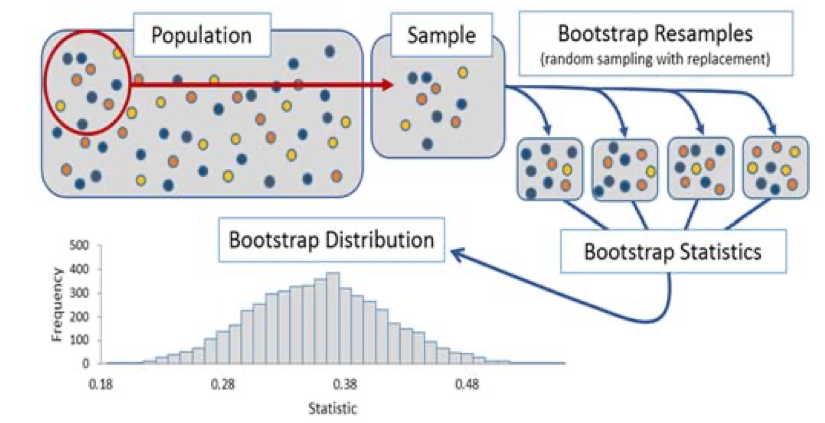 Population
Sample
Bootstrap Resamples
(random sampling with replacement)
Bootstrap Distribution
Bootstrap Statistics
500
400
300
200
100
0
Frequency
0.18
0.28
0.38
0.48
Statistic